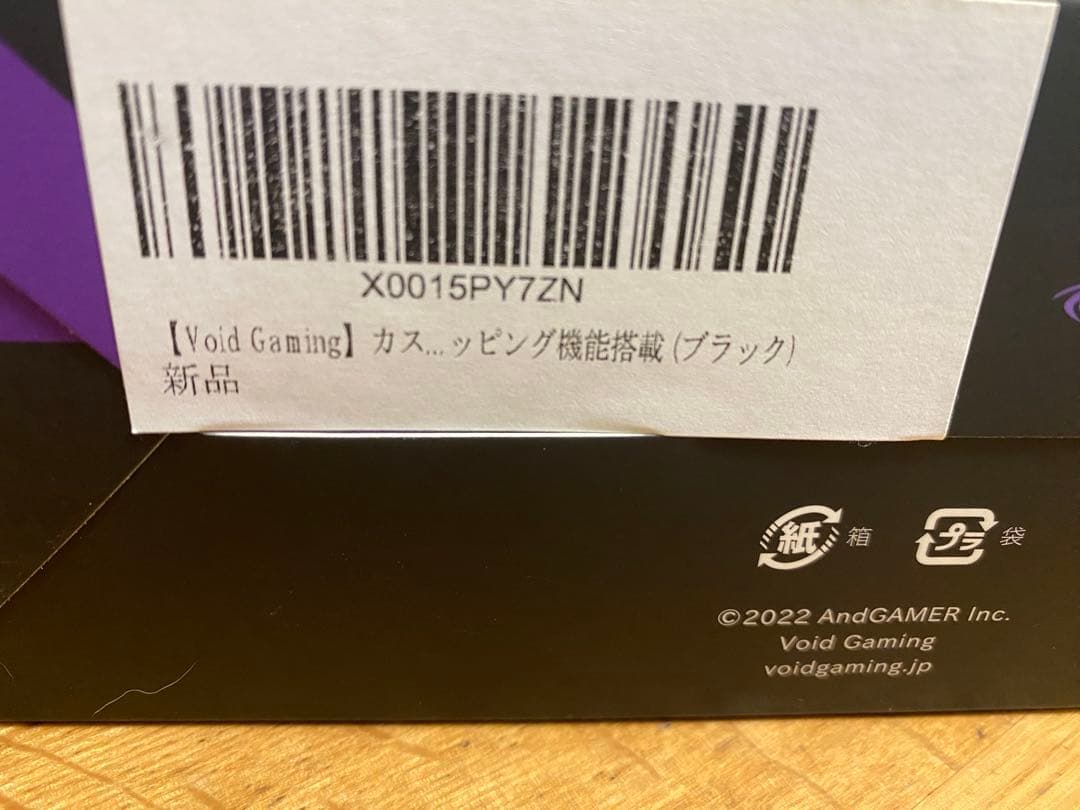 X0015PY7ZN
【Void Gaming】カス...ッピング機能搭載 (ブラック)
新品
紙 箱 プラ 袋
©2022 AndGAMER Inc.
Void Gaming
voidgaming.jp